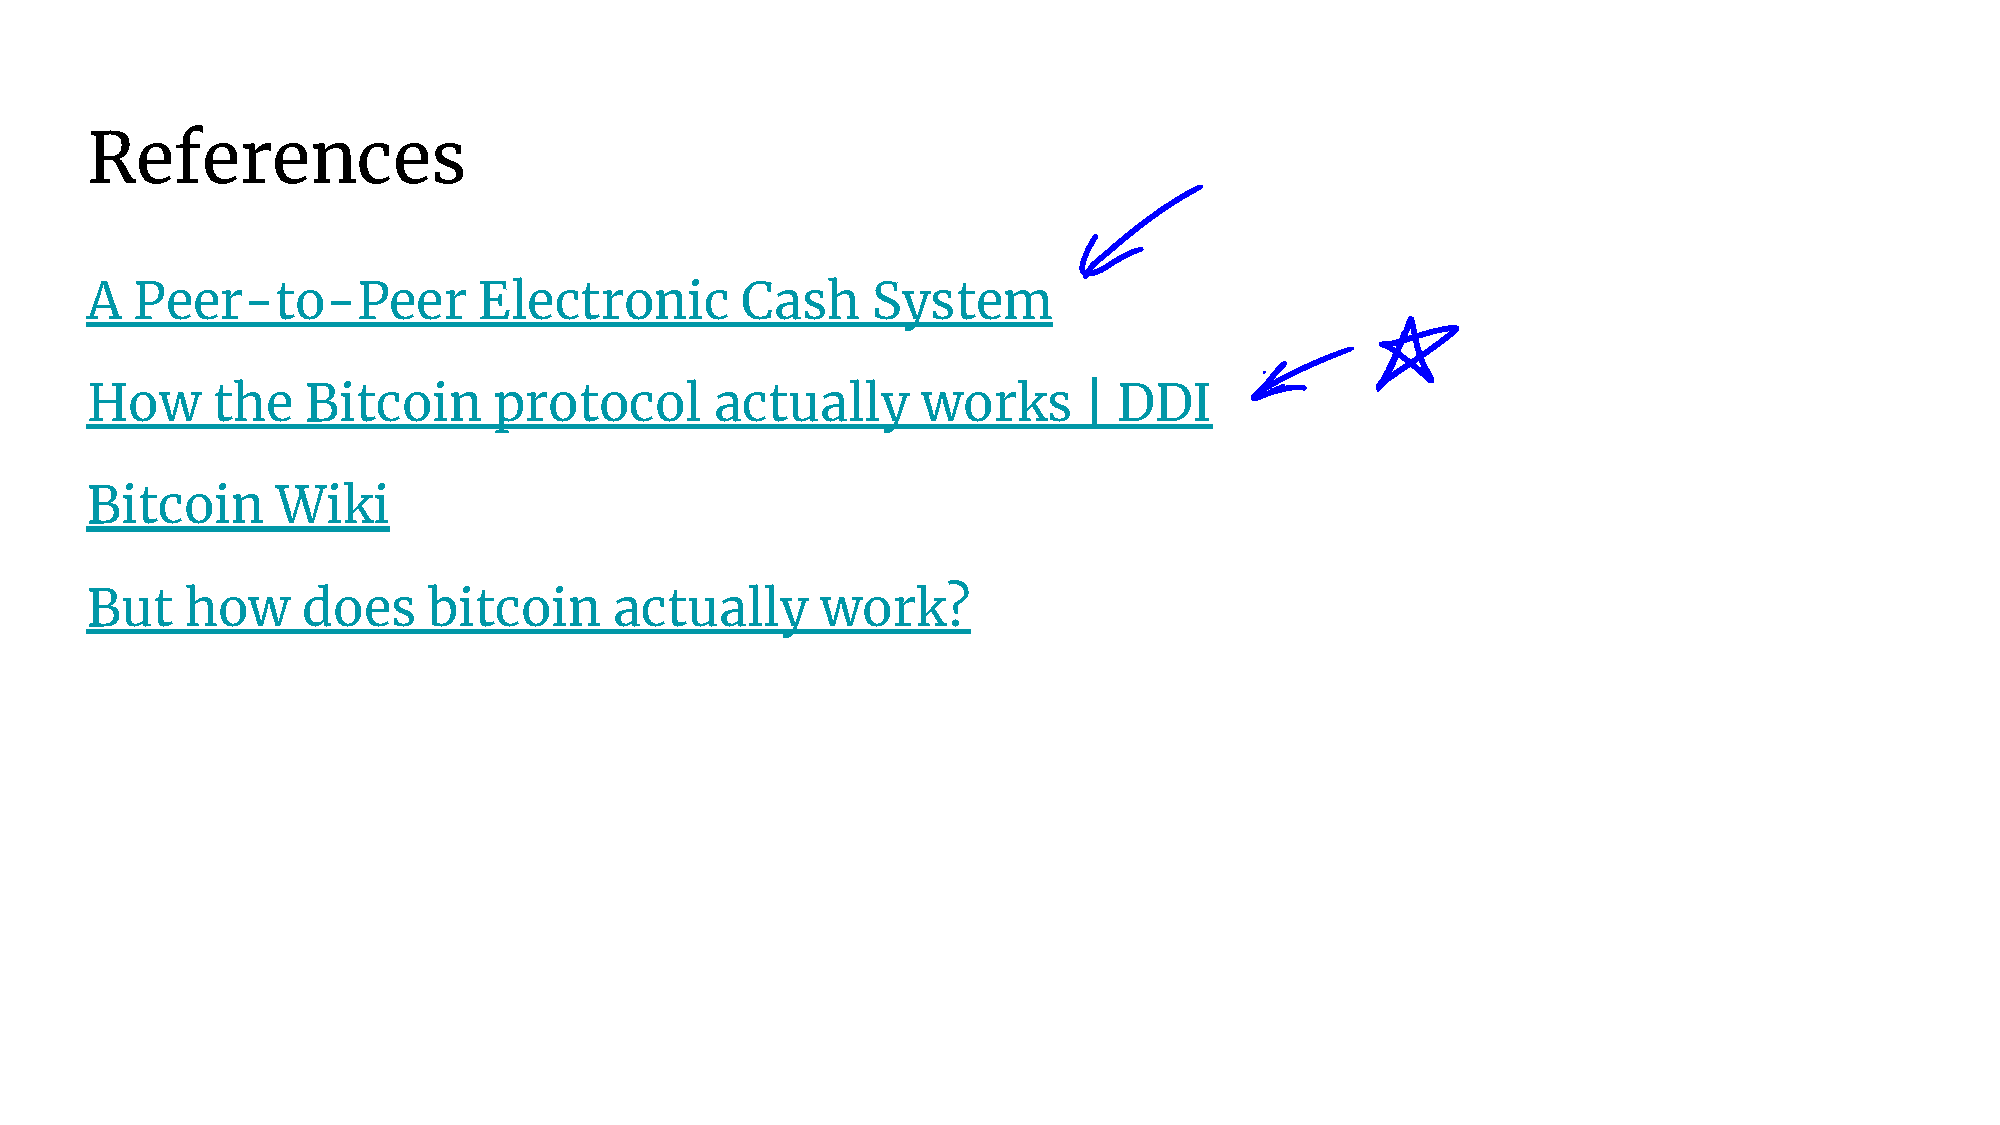 References
A Peer-to-Peer Electronic Cash System
How the Bitcoin protocol actually works | DDI
Bitcoin Wiki
But how does bitcoin actually work?